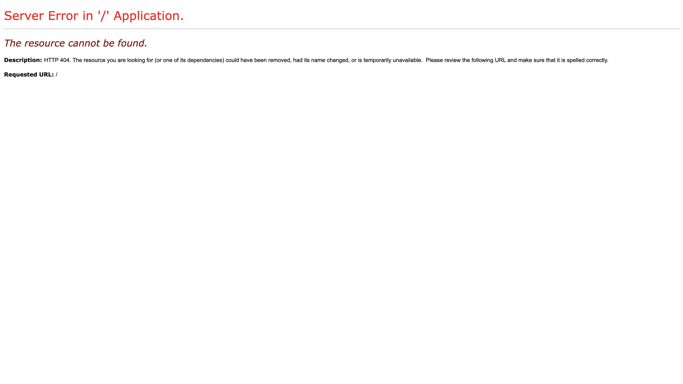 Server Error in '/' Application.
The resource cannot be found.
Description: HTTP 404. The resource you are looking for (or one of its dependencies) could have been removed, had its name changed, or is temporarily unavailable.  Please review the following URL and make sure that it is spelled correctly.
Requested URL: /